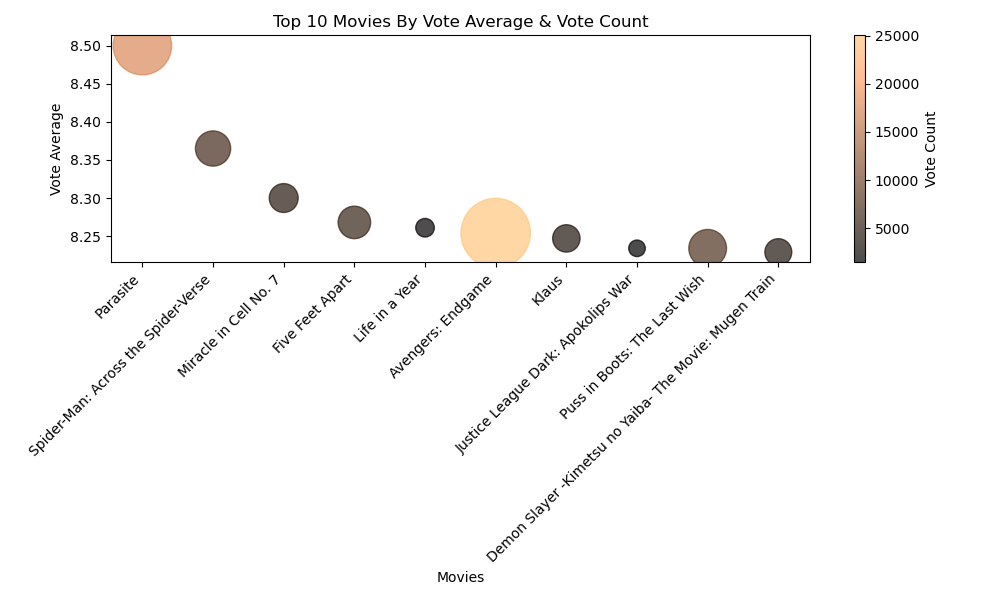 Top 10 Movies By Vote Average & Vote Count
Vote Average
8.50
8.45
8.40
8.35
8.30
8.25
Parasite
Spider-Man: Across the Spider-Verse
Miracle in Cell No. 7
Five Feet Apart
Life in a Year
Avengers: Endgame
Klaus
Justice League Dark: Apokolips War
Puss in Boots: The Last Wish
Demon Slayer -Kimetsu no Yaiba- The Movie: Mugen Train
Movies
25000
20000
15000
10000
5000
Vote Count